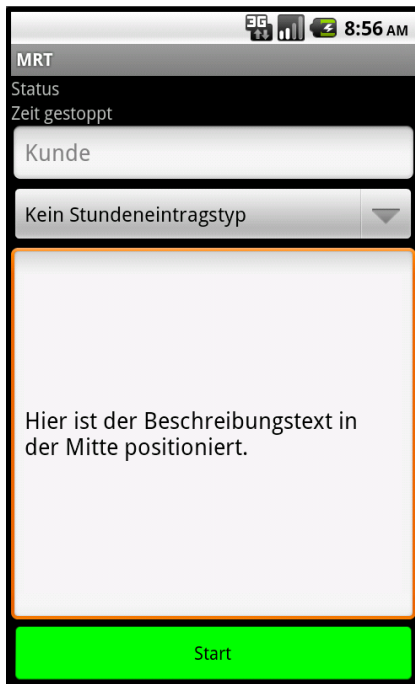 3G 8:56 AM
MRT
Status
Zeit gestoppt
Kunde
Kein Stundeneintragstyp
Hier ist der Beschreibungstext in
der Mitte positioniert.
Start